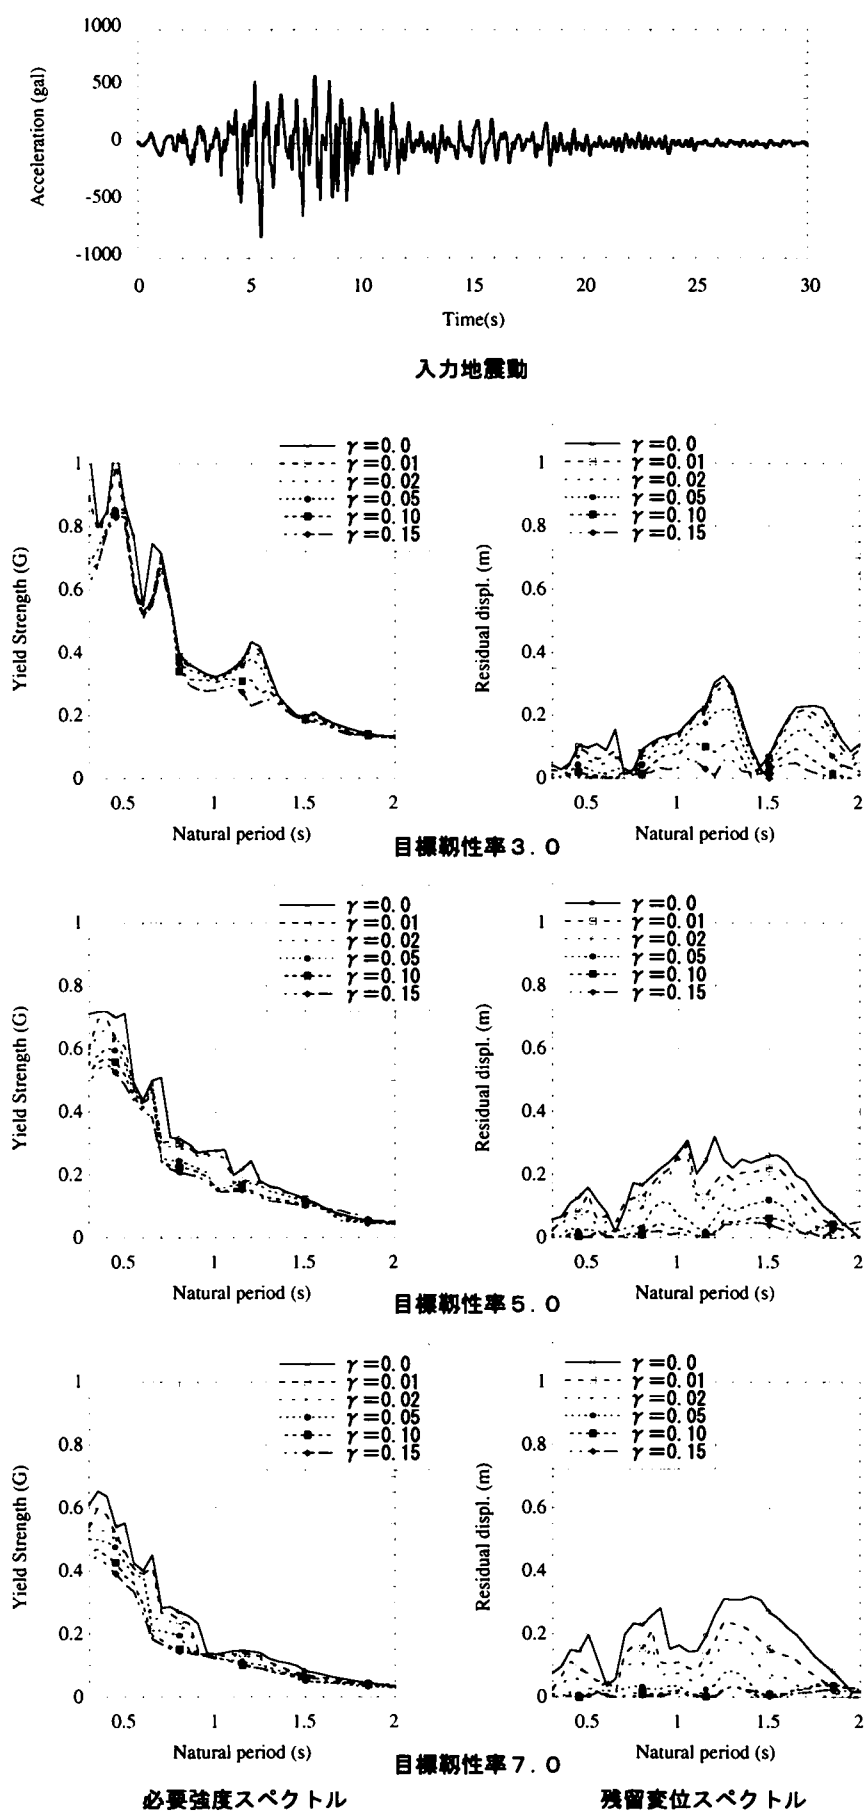 1000
500
0
-500
-1000
Acceleration (gal)
0 5 10 15 20 25 30
Time(s)
入力地震動
γ=0.0
γ=0.01
γ=0.02
γ=0.05
γ=0.10
γ=0.15
1
0.8
0.6
0.4
0.2
0
Yield Strength (G)
0.5 1 1.5 2
Natural period (s)
γ=0.0
γ=0.01
γ=0.02
γ=0.05
γ=0.10
γ=0.15
1
0.8
0.6
0.4
0.2
0
Residual displ. (m)
0.5 1 1.5 2
Natural period (s)
目標靭性率3.0
γ=0.0
γ=0.01
γ=0.02
γ=0.05
γ=0.10
γ=0.15
1
0.8
0.6
0.4
0.2
0
Yield Strength (G)
0.5 1 1.5 2
Natural period (s)
γ=0.0
γ=0.01
γ=0.02
γ=0.05
γ=0.10
γ=0.15
1
0.8
0.6
0.4
0.2
0
Residual displ. (m)
0.5 1 1.5 2
Natural period (s)
目標靭性率5.0
γ=0.0
γ=0.01
γ=0.02
γ=0.05
γ=0.10
γ=0.15
1
0.8
0.6
0.4
0.2
0
Yield Strength (G)
0.5 1 1.5 2
Natural period (s)
γ=0.0
γ=0.01
γ=0.02
γ=0.05
γ=0.10
γ=0.15
1
0.8
0.6
0.4
0.2
0
Residual displ. (m)
0.5 1 1.5 2
Natural period (s)
目標靭性率7.0
必要強度スペクトル
残留変位スペクトル